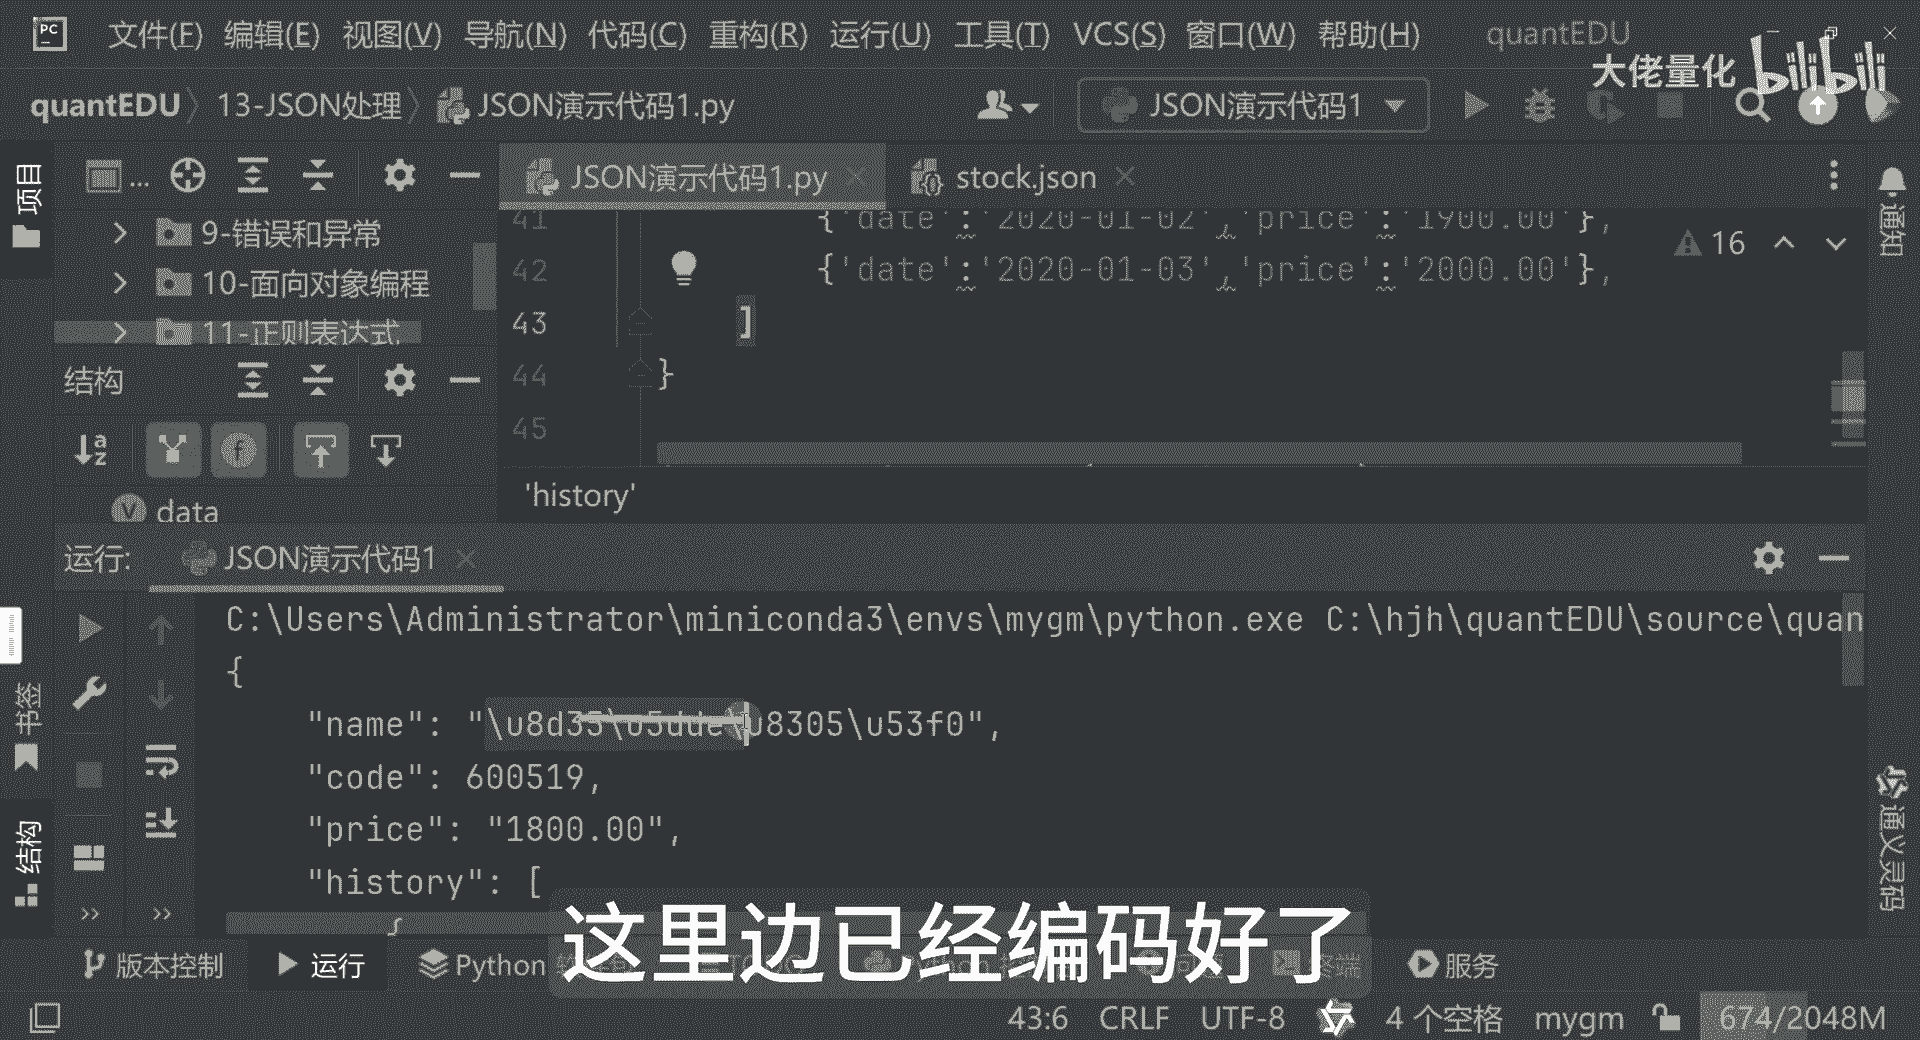 文件(F) 编辑(E) 视图(V) 导航(N) 代码(C) 重构(R) 运行(U) 工具(T) VCS(S) 窗口(W) 帮助(H) quantEDU
大佬量化 bilibili
quantEDU 13-JSON处理 JSON演示代码1.py JSON演示代码1
项目
... JSON演示代码1.py stock.json
通知
9-错误和异常
10-面向对象编程
11-正则表达式
41 {'date':'2020-01-02','price':'1900.00'},
42 {'date':'2020-01-03','price':'2000.00'},
16
43 ]
44 }
45
结构
data
'history'
运行: JSON演示代码1
C:\Users\Administrator\miniconda3\envs\mygm\python.exe C:\hjh\quantEDU\source\quan
{
"name": "\u8d35\u5dde\u8305\u53f0",
"code": 600519,
"price": "1800.00",
"history": [
{
书签
结构
通义灵码
这里边已经编码好了
版本控制 运行 Python 终端 服务
43:6 CRLF UTF-8 4 个空格 mygm 674/2048M